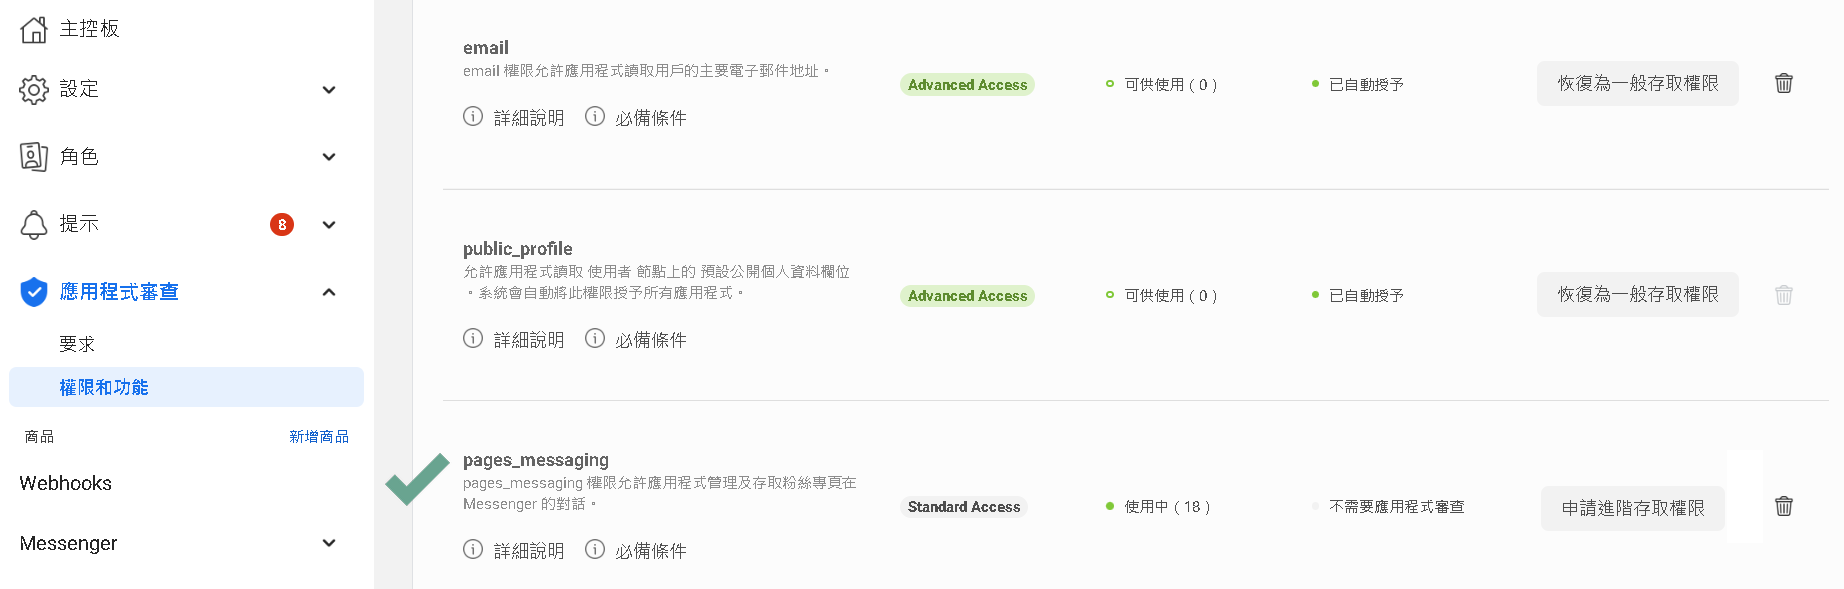 主控板
設定
角色
提示
8
應用程式審查
要求
權限和功能
商品
新增商品
Webhooks
Messenger
email
email 權限允許應用程式讀取用戶的主要電子郵件地址。
詳細說明
必備條件
Advanced Access
可供使用 ( 0 )
已自動授予
恢復為一般存取權限
public_profile
允許應用程式讀取 使用者 節點上的 預設公開個人資料欄位
。系統會自動將此權限授予所有應用程式。
詳細說明
必備條件
Advanced Access
可供使用 ( 0 )
已自動授予
恢復為一般存取權限
pages_messaging
pages_messaging 權限允許應用程式管理及存取粉絲專頁在
Messenger 的對話。
詳細說明
必備條件
Standard Access
使用中 ( 18 )
不需要應用程式審查
申請進階存取權限